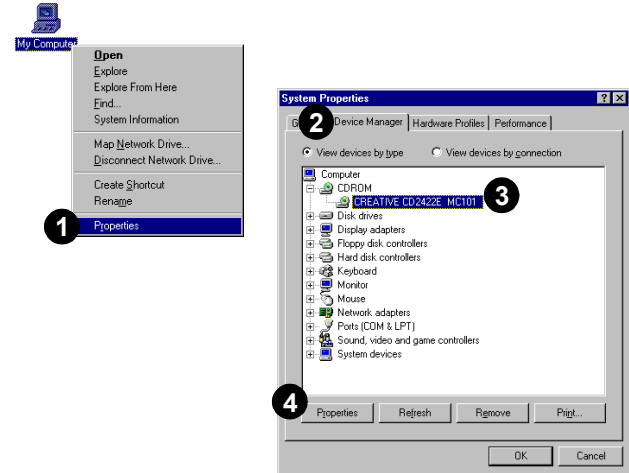 My Computer
Open
Explore
Explore From Here
Find...
System Information
Map Network Drive...
Disconnect Network Drive...
Create Shortcut
Rename
1
Properties
System Properties
2 Device Manager Hardware Profiles Performance
View devices by type View devices by connection
Computer
CDROM
CREATIVE CD2422E MC101 3
Disk drives
Display adapters
Floppy disk controllers
Hard disk controllers
Keyboard
Monitor
Mouse
Network adapters
Ports (COM & LPT)
Sound, video and game controllers
System devices
4
Properties Refresh Remove Print...
OK Cancel